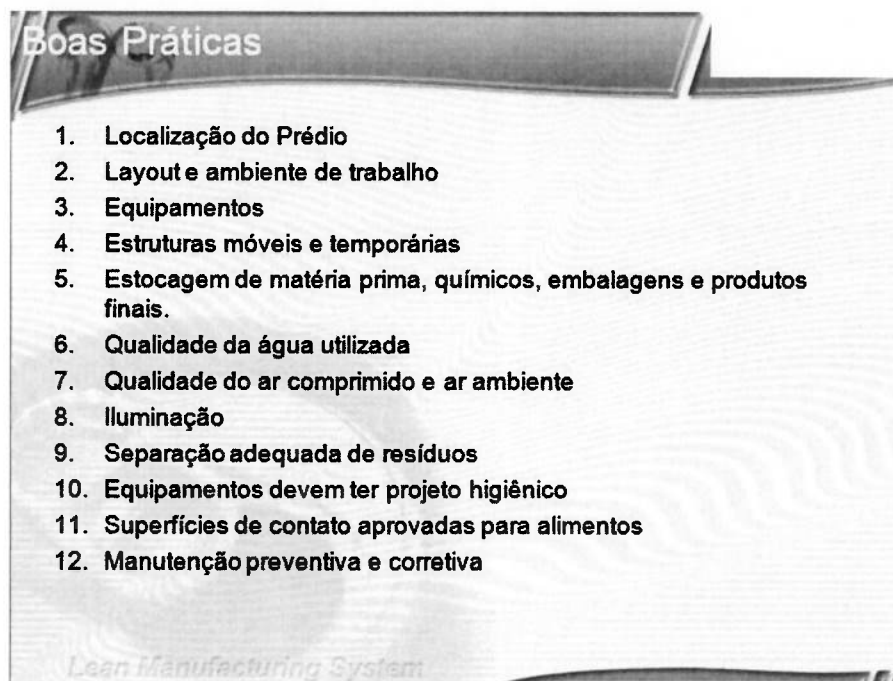 Boas Práticas
1. Localização do Prédio
2. Layout e ambiente de trabalho
3. Equipamentos
4. Estruturas móveis e temporárias
5. Estocagem de matéria prima, químicos, embalagens e produtos
finais.
6. Qualidade da água utilizada
7. Qualidade do ar comprimido e ar ambiente
8. Iluminação
9. Separação adequada de resíduos
10. Equipamentos devem ter projeto higiênico
11. Superfícies de contato aprovadas para alimentos
12. Manutenção preventiva e corretiva
Lean Manufacturing System